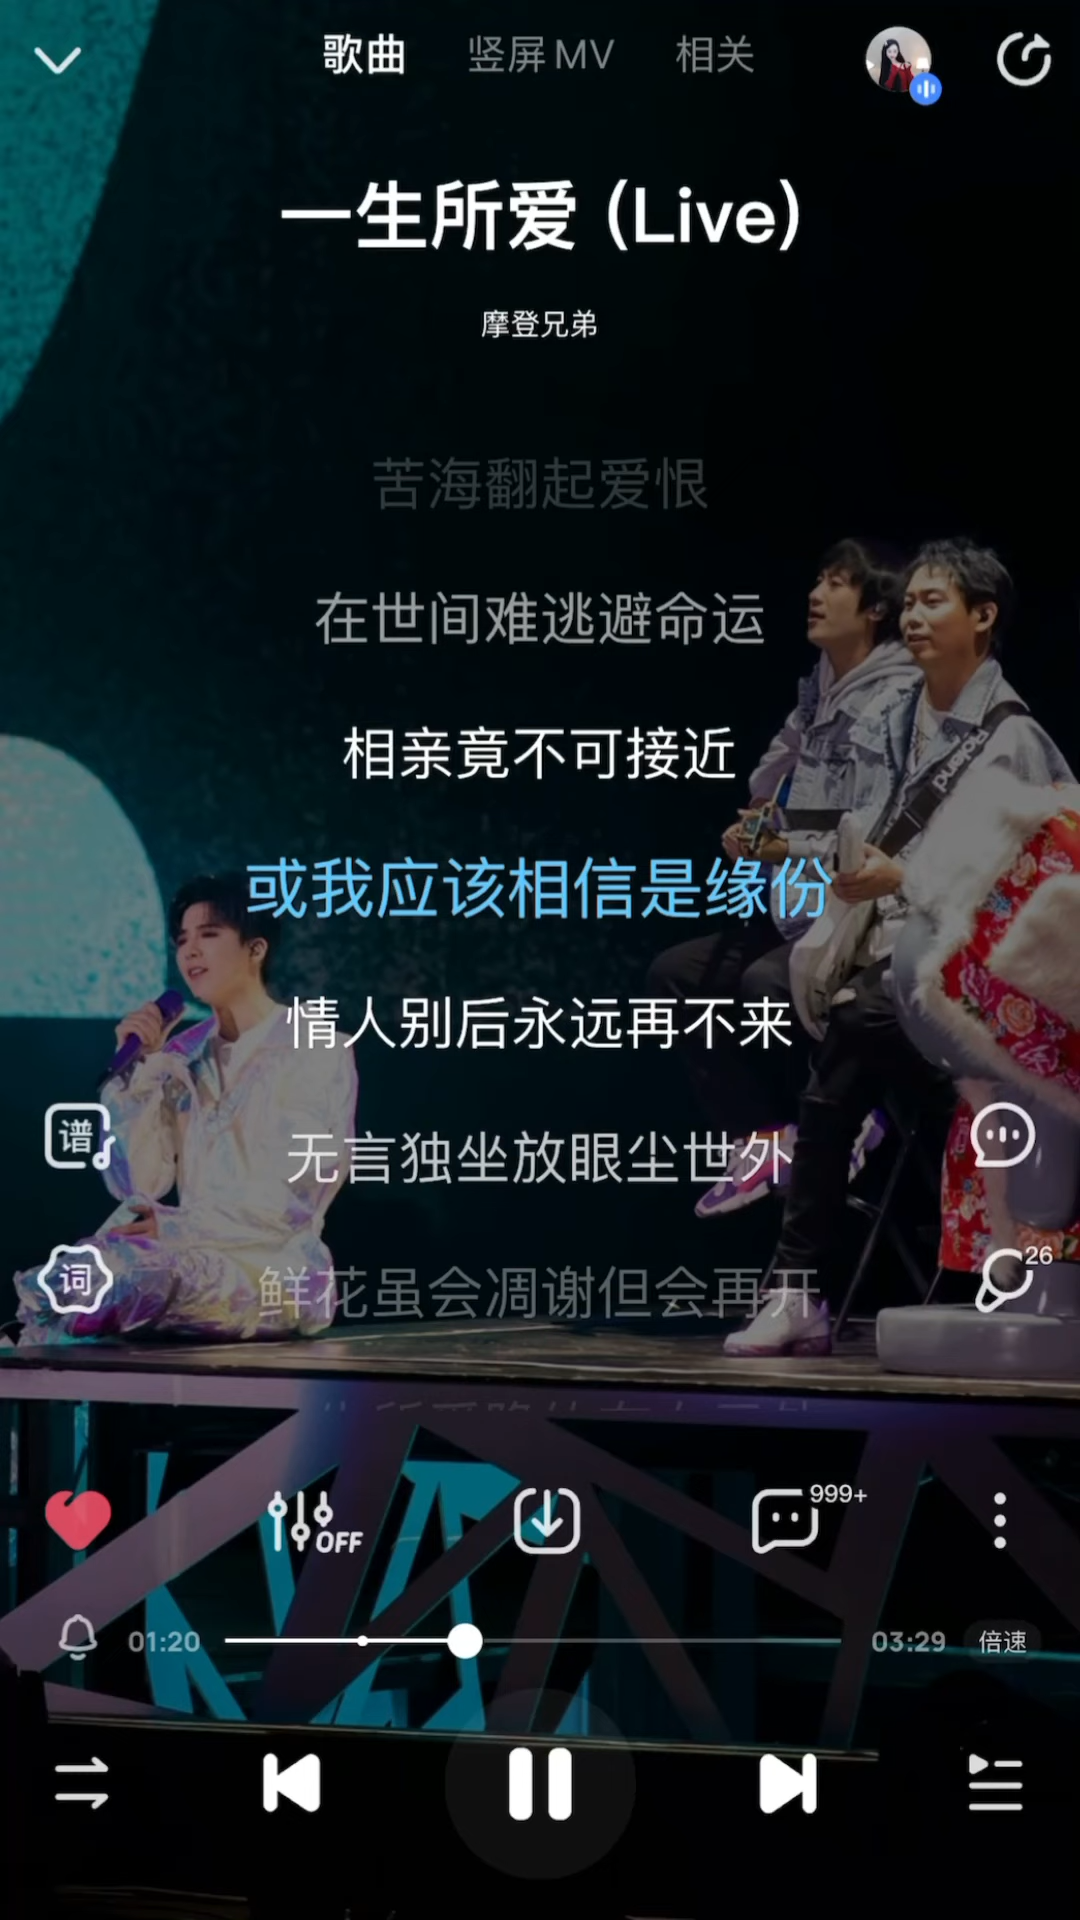 歌曲 竖屏MV 相关
一生所爱 (Live)
摩登兄弟
苦海翻起爱恨
在世间难逃避命运
相亲竟不可接近
或我应该相信是缘份
情人别后永远再不来
无言独坐放眼尘世外
鲜花虽会凋谢但会再开
Roland
谱
词
26
OFF
999+
01:20 03:29 倍速